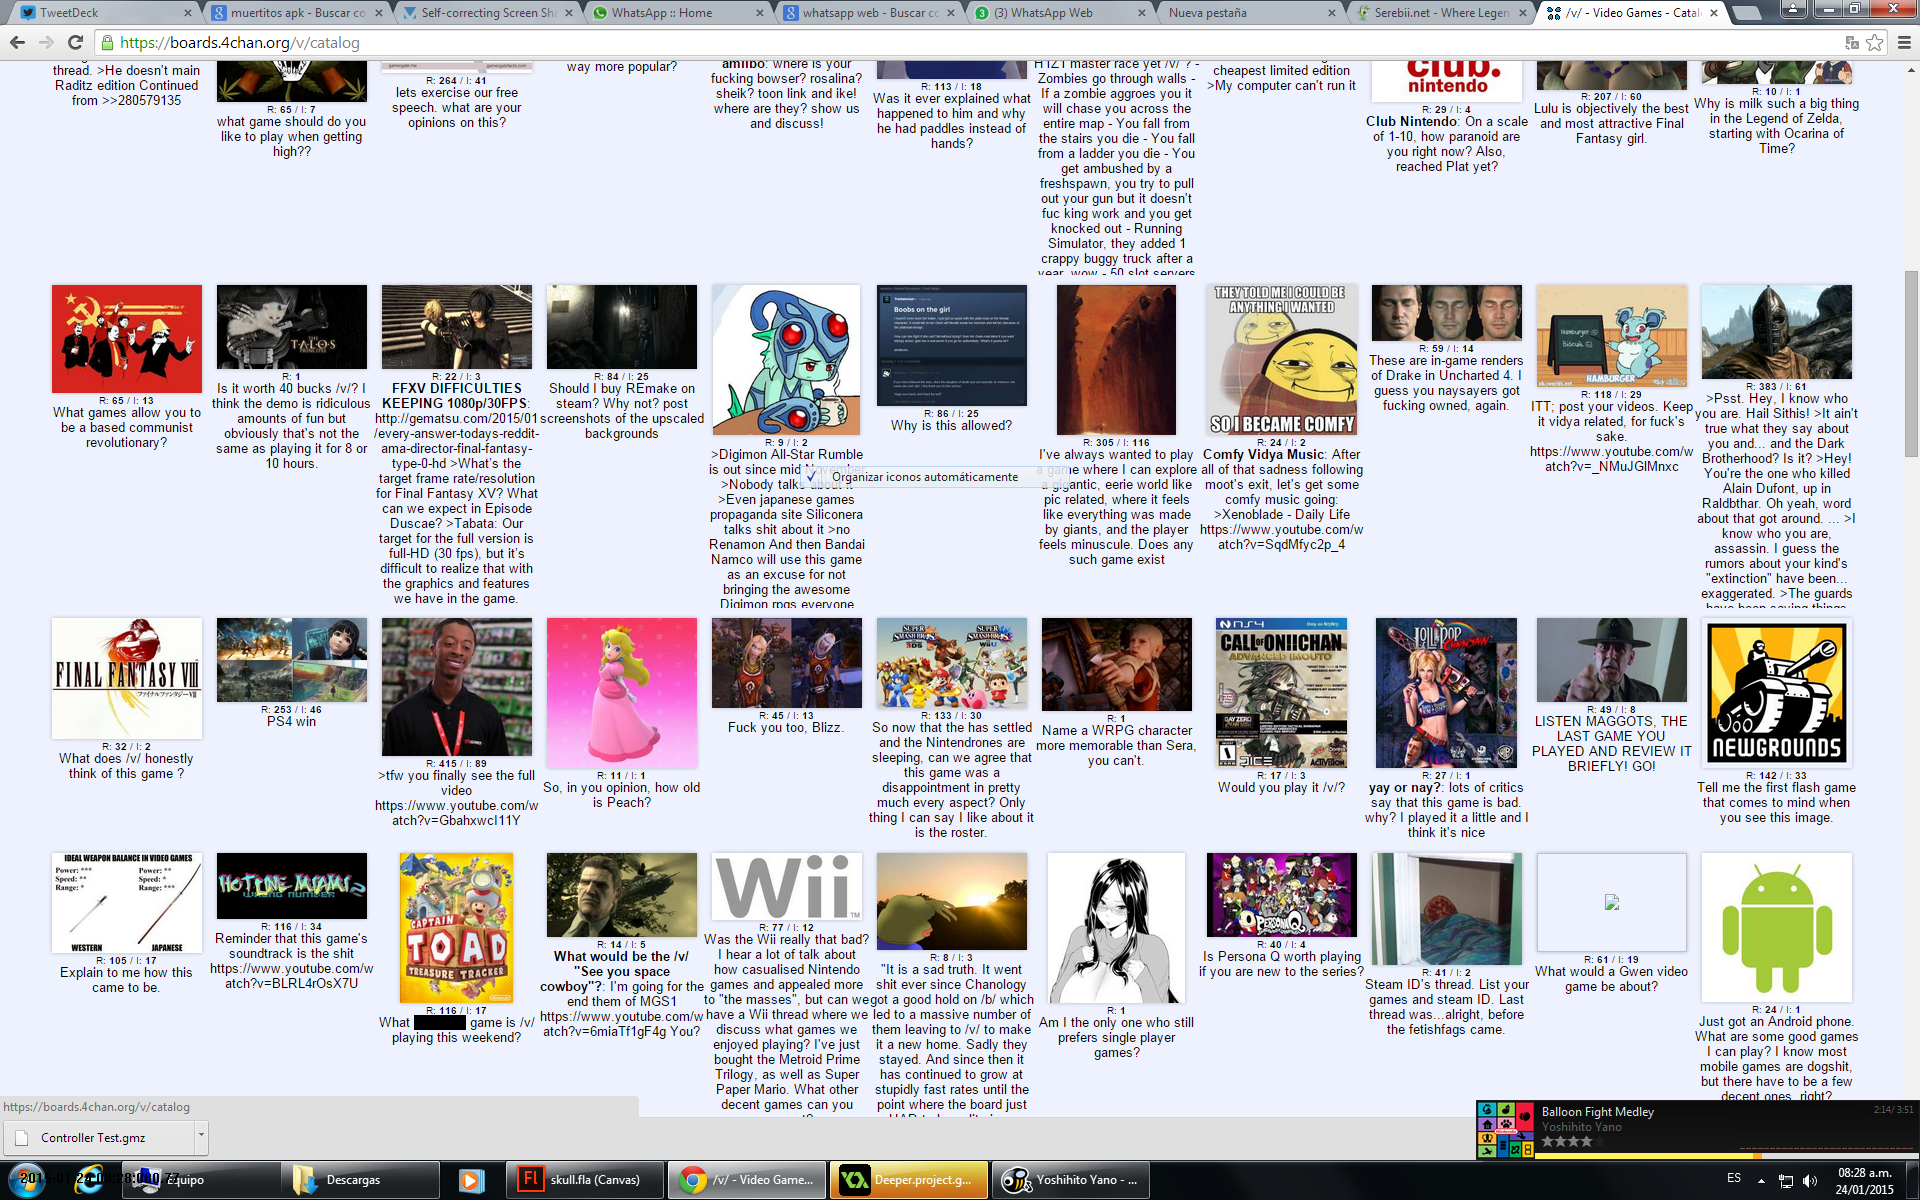 TweetDeck
muertitos apk - Buscar co
Self-correcting Screen Sh
WhatsApp :: Home
whatsapp web - Buscar co
(3) WhatsApp Web
Nueva pestaña
Serebii.net - Where Legen
/v/ - Video Games - Catal
https://boards.4chan.org/v/catalog
thread. >He doesn't main
Raditz edition Continued
from >>280579135
R: 65 / I: 7
what game should do you
like to play when getting
high??
R: 264 / I: 41
lets exercise our free
speech. what are your
opinions on this?
way more popular?
amiibo: where is your
fucking bowser? rosalina?
sheik? toon link and ike!
where are they? show us
and discuss!
R: 113 / I: 18
Was it ever explained what
happened to him and why
he had paddles instead of
hands?
H1Z1 master race yet /v/ ? -
Zombies go through walls -
If a zombie aggroes you it
will chase you across the
entire map - You fall from
the stairs you die - You fall
from a ladder you die - You
get ambushed by a
freshspawn, you try to pull
out your gun but it doesn't
fuc king work and you get
knocked out - Running
Simulator, they added 1
crappy buggy truck after a
year, wow - 50 slot servers
cheapest limited edition
>My computer can't run it
club.
nintendo
R: 29 / I: 4
Club Nintendo: On a scale
of 1-10, how paranoid are
you right now? Also,
reached Plat yet?
R: 207 / I: 60
Lulu is objectively the best
and most attractive Final
Fantasy girl.
R: 10 / I: 1
Why is milk such a big thing
in the Legend of Zelda,
starting with Ocarina of
Time?
R: 65 / I: 13
What games allow you to
be a based communist
revolutionary?
THE
TALOS
PRINCIPLE
R: 1
Is it worth 40 bucks /v/? I
think the demo is ridiculous
amounts of fun but
obviously that's not the
same as playing it for 8 or
10 hours.
R: 22 / I: 3
FFXV DIFFICULTIES
KEEPING 1080p/30FPS:
http://gematsu.com/2015/01
/every-answer-todays-reddit-
ama-director-final-fantasy-
type-0-hd >What's the
target frame rate/resolution
for Final Fantasy XV? What
can we expect in Episode
Duscae? >Tabata: Our
target for the full version is
full-HD (30 fps), but it's
difficult to realize that with
the graphics and features
we have in the game.
R: 84 / I: 25
Should I buy REmake on
steam? Why not? post
screenshots of the upscaled
backgrounds
R: 9 / I: 2
>Digimon All-Star Rumble
is out since mid November
>Nobody talks about it
>Even japanese games
propaganda site Siliconera
talks shit about it >no
Renamon And then Bandai
Namco will use this game
as an excuse for not
bringing the awesome
Digimon rpgs everyone
Boobs on the girl
R: 86 / I: 25
Why is this allowed?
Organizar iconos automáticamente
R: 305 / I: 116
I've always wanted to play
a game where I can explore
a gigantic, eerie world like
pic related, where it feels
like everything was made
by giants, and the player
feels minuscule. Does any
such game exist
THEY TOLD ME I COULD BE
ANYTHING I WANTED
SO I BECAME COMFY
R: 24 / I: 2
Comfy Vidya Music: After
all of that sadness following
moot's exit, let's get some
comfy music going:
>Xenoblade - Daily Life
https://www.youtube.com/w
atch?v=SqdMfyc2p_4
R: 59 / I: 14
These are in-game renders
of Drake in Uncharted 4. I
guess you naysayers got
fucking owned, again.
Hamburger
Biscuit
HAMBURGER
R: 118 / I: 29
ITT; post your videos. Keep
it vidya related, for fuck's
sake.
https://www.youtube.com/w
atch?v=_NMuJGlMnxc
R: 383 / I: 61
>Psst. Hey, I know who
you are. Hail Sithis! >It ain't
true what they say about
you and... and the Dark
Brotherhood? Is it? >Hey!
You're the one who killed
Alain Dufont, up in
Raldbthar. Oh yeah, word
about that got around. ... >I
know who you are,
assassin. I guess the
rumors about your kind's
"extinction" have been...
exaggerated. >The guards
have been saying things
FINAL FANTASY VIII
ファイナルファンタジーVIII
R: 32 / I: 2
What does /v/ honestly
think of this game ?
R: 253 / I: 46
PS4 win
R: 415 / I: 89
>tfw you finally see the full
video
https://www.youtube.com/w
atch?v=GbahxwcI11Y
R: 11 / I: 1
So, in you opinion, how old
is Peach?
R: 45 / I: 13
Fuck you too, Blizz.
SUPER
SMASH BROS
3DS
SUPER
SMASH BROS
Wii U
R: 133 / I: 30
So now that the has settled
and the Nintendrones are
sleeping, can we agree that
this game was a
disappointment in pretty
much every aspect? Only
thing I can say I like about it
is the roster.
R: 1
Name a WRPG character
more memorable than Sera,
you can't.
CALL OF ONIICHAN
ADVANCED IMOUTO
DAY ZERO
ACTIVISION
R: 17 / I: 3
Would you play it /v/?
LOLLIPOP
CHAINSAW
R: 27 / I: 1
yay or nay?: lots of critics
say that this game is bad.
why? I played it a little and I
think it's nice
R: 49 / I: 8
LISTEN MAGGOTS, THE
LAST GAME YOU
PLAYED AND REVIEW IT
BRIEFLY! GO!
NEWGROUNDS
R: 142 / I: 33
Tell me the first flash game
that comes to mind when
you see this image.
IDEAL WEAPON BALANCE IN VIDEO GAMES
Power: ***
Speed: **
Range: *
Power: ***
Speed: *
Range: ***
WESTERN
JAPANESE
R: 105 / I: 17
Explain to me how this
came to be.
HOTLINE MIAMI 2
WRONG NUMBER
R: 116 / I: 34
Reminder that this game's
soundtrack is the shit
https://www.youtube.com/w
atch?v=BLRL4rOsX7U
CAPTAIN
TOAD
TREASURE TRACKER
R: 116 / I: 17
What game is /v/
playing this weekend?
R: 14 / I: 5
What would be the /v/
"See you space
cowboy"?: I'm going for the
end them of MGS1
https://www.youtube.com/w
atch?v=6miaTf1gF4g You?
Wii
R: 77 / I: 12
Was the Wii really that bad?
I hear a lot of talk about
how casualised Nintendo
games and appealed more
to "the masses", but can we
have a Wii thread where we
discuss what games we
enjoyed playing? I've just
bought the Metroid Prime
Trilogy, as well as Super
Paper Mario. What other
decent games can you
R: 8 / I: 3
"It is a sad truth. It went
shit ever since Chanology
got a good hold on /b/ which
led to a massive number of
them leaving to /v/ to make
it a new home. Sadly they
stayed. And since then it
has continued to grow at
stupidly fast rates until the
point where the board just
R: 1
Am I the only one who still
prefers single player
games?
PERSONA Q
R: 40 / I: 4
Is Persona Q worth playing
if you are new to the series?
R: 41 / I: 2
Steam ID's thread. List your
games and steam ID. Last
thread was...alright, before
the fetishfags came.
R: 61 / I: 19
What would a Gwen video
game be about?
R: 24 / I: 1
Just got an Android phone.
What are some good games
I can play? I know most
mobile games are dogshit,
but there have to be a few
decent ones, right?
https://boards.4chan.org/v/catalog
Controller Test.gmz
Balloon Fight Medley
Yoshihito Yano
2:14/ 3:51
Equipo
Descargas
skull.fla (Canvas)
/v/ - Video Game...
Deeper.project.g...
Yoshihito Yano - ...
ES
08:28 a.m.
24/01/2015